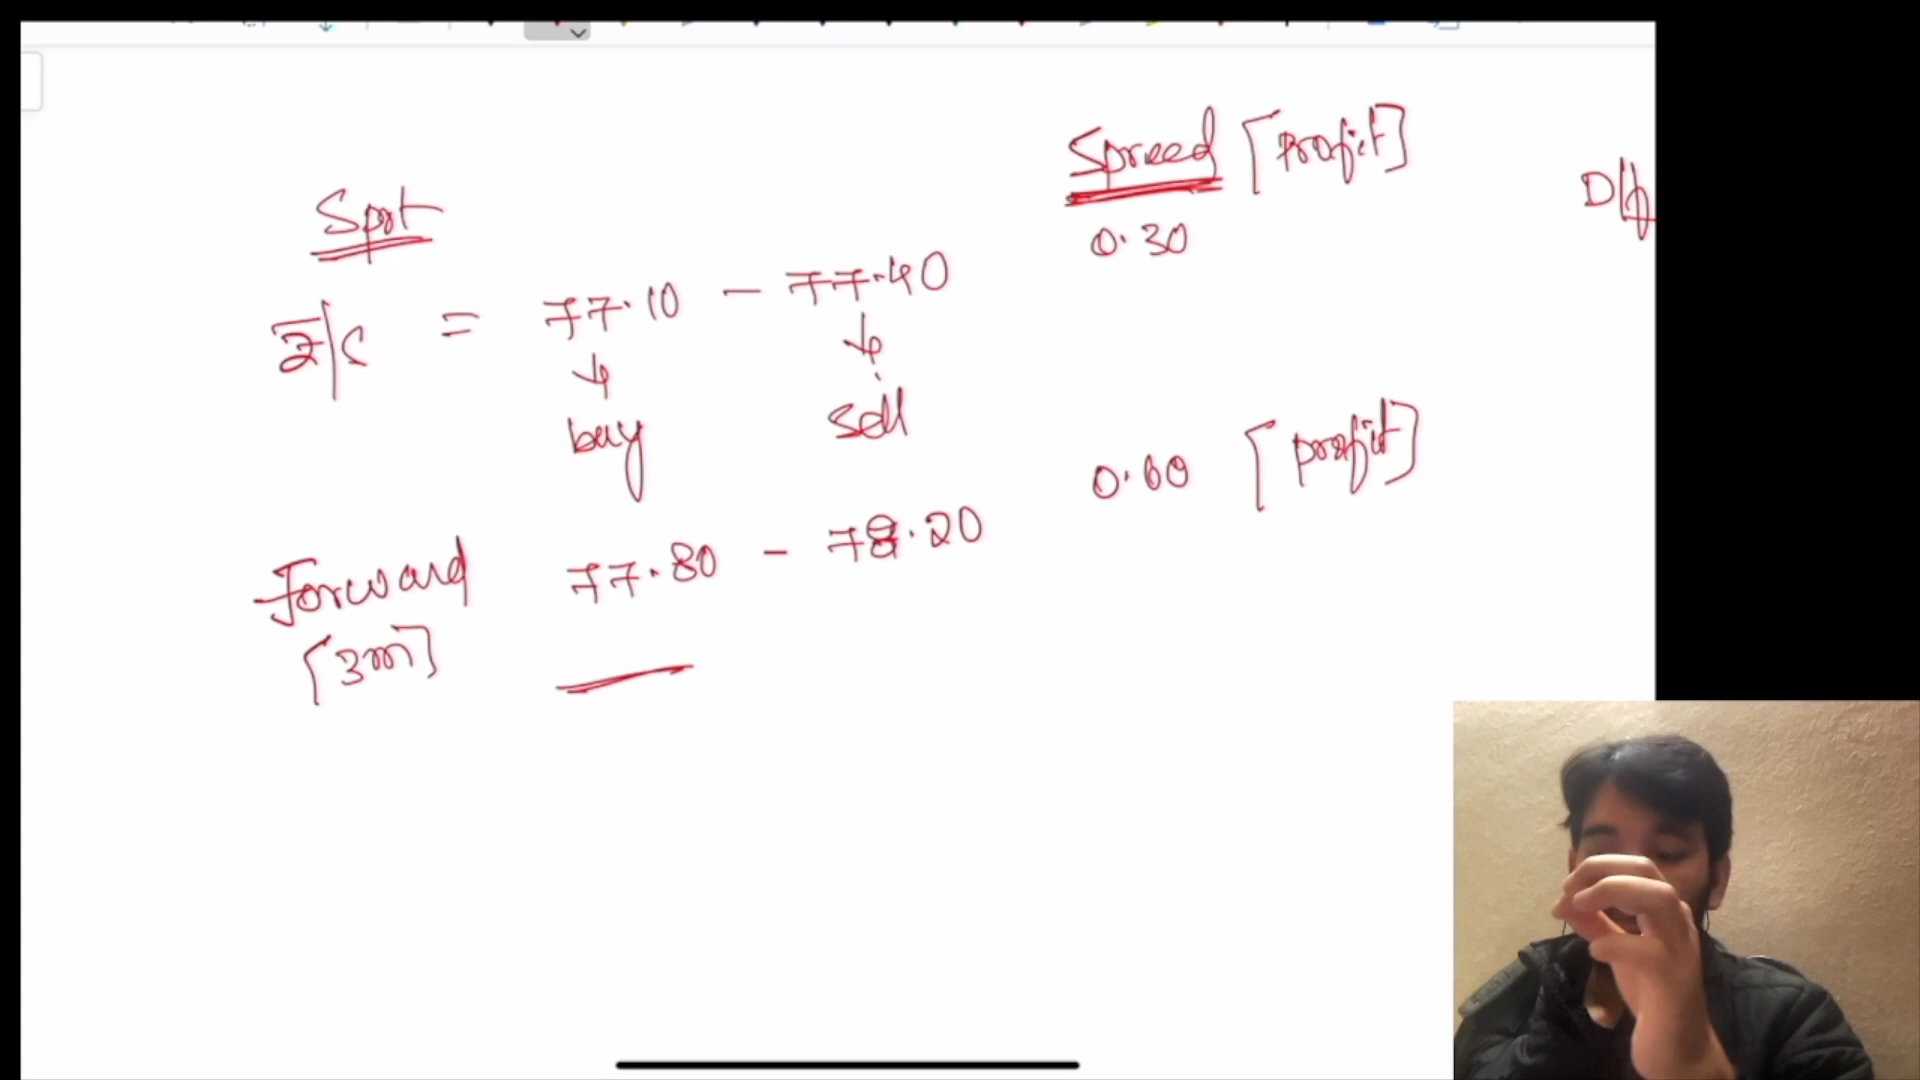 Spread [Profit]
D/p
Spot
0.30
₹/$ = 77.10 - 77.40
buy
sell
0.60 [profit]
Forward 77.80 - 78.20
[3m]